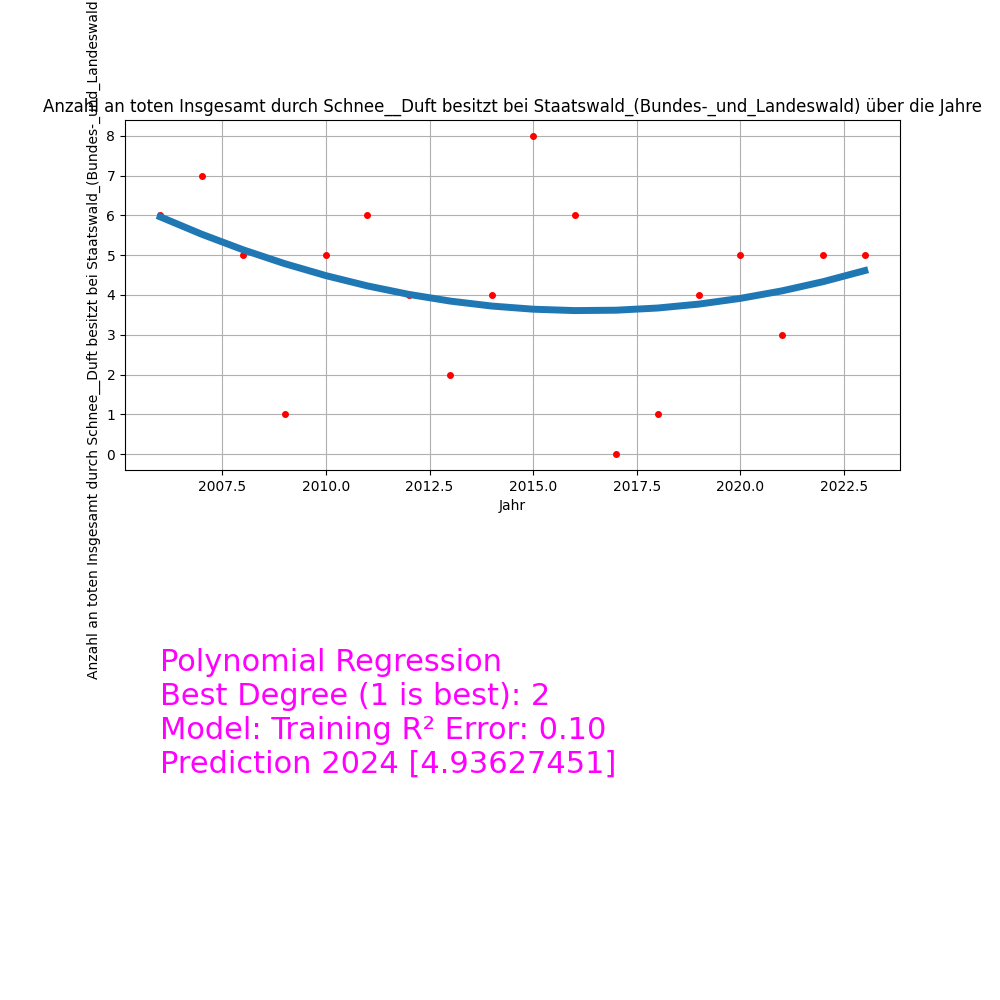 Anzahl an toten Insgesamt durch Schnee__Duft besitzt bei Staatswald_(Bundes-_und_Landeswald) über die Jahre
Anzahl an toten Insgesamt durch Schnee__Duft besitzt bei Staatswald_(Bundes-_und_Landeswald
8
7
6
5
4
3
2
1
0
2007.5 2010.0 2012.5 2015.0 2017.5 2020.0 2022.5
Jahr
Polynomial Regression
Best Degree (1 is best): 2
Model: Training R² Error: 0.10
Prediction 2024 [4.93627451]